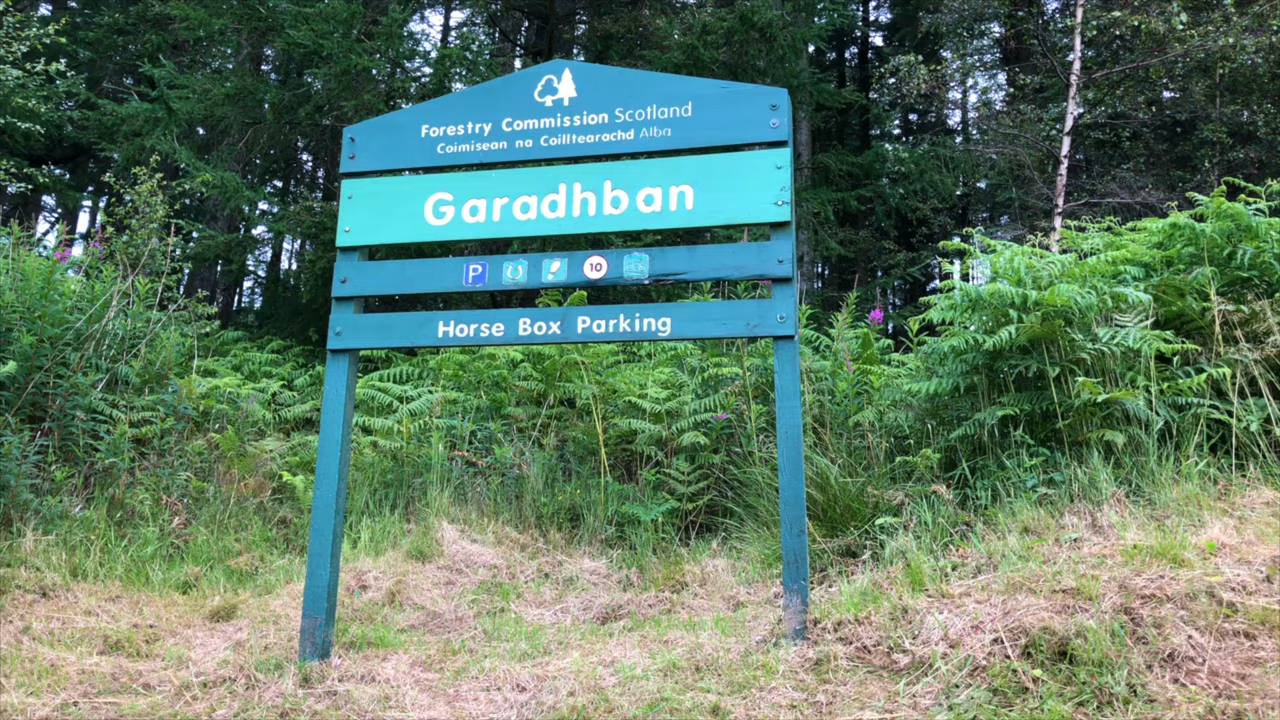 Forestry Commission Scotland
Coimisean na Coilltearachd Alba
Garadhban
P 10
Horse Box Parking